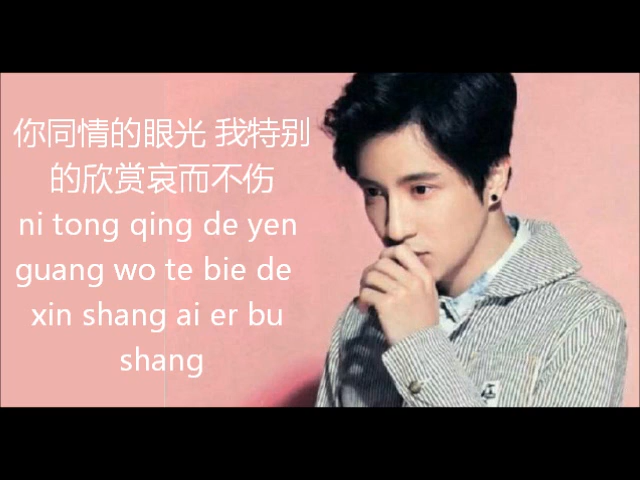 你同情的眼光 我特别
的欣赏哀而不伤
ni tong qing de yen
guang wo te bie de
xin shang ai er bu
shang